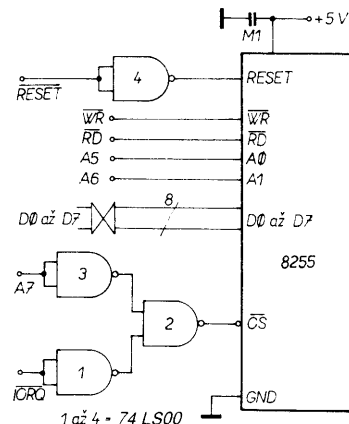 M1
+5 V
4
RESET
RESET
WR
WR
RD
RD
A5
AØ
A6
A1
8
DØ až D7
DØ až D7
8255
3
A7
2
CS
1
IORQ
GND
1 až 4 = 74 LS00